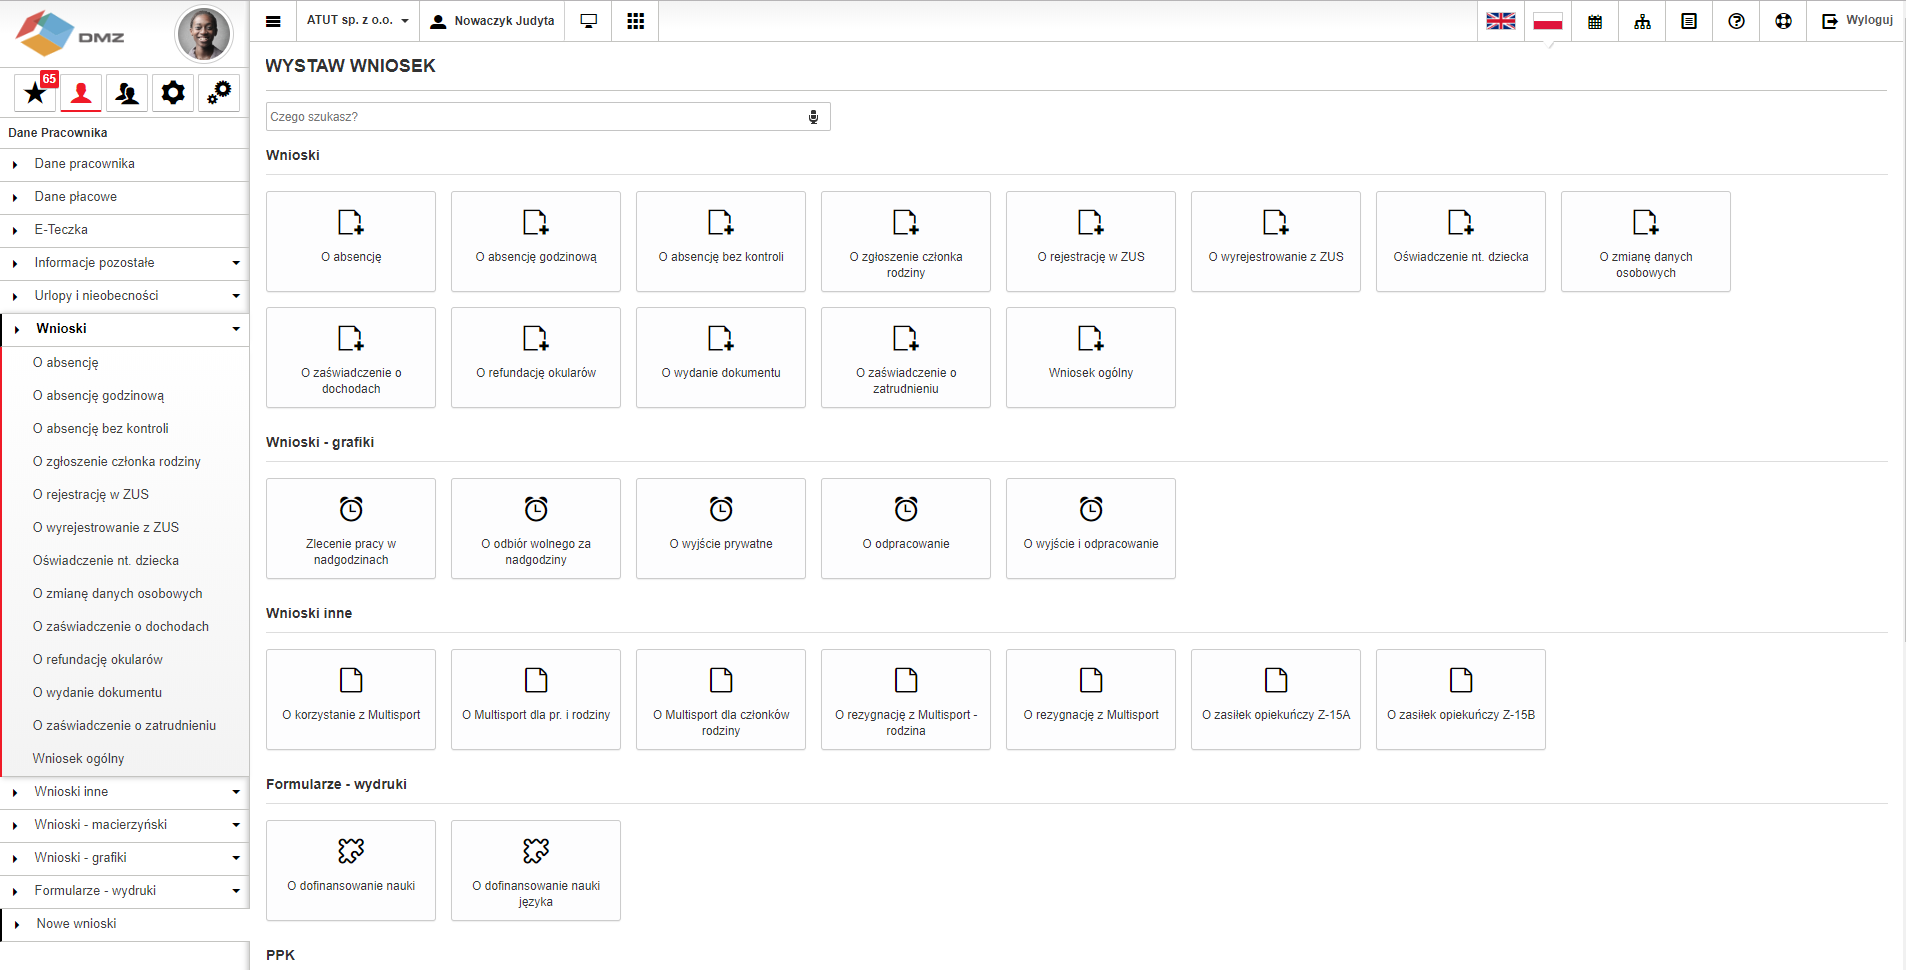 DMZ
ATUT sp. z o.o.
Nowaczyk Judyta
Wyloguj
65
Dane Pracownika
Dane pracownika
Dane płacowe
E-Teczka
Informacje pozostałe
Urlopy i nieobecności
Wnioski
O absencję
O absencję godzinową
O absencję bez kontroli
O zgłoszenie członka rodziny
O rejestrację w ZUS
O wyrejestrowanie z ZUS
Oświadczenie nt. dziecka
O zmianę danych osobowych
O zaświadczenie o dochodach
O refundację okularów
O wydanie dokumentu
O zaświadczenie o zatrudnieniu
Wniosek ogólny
Wnioski inne
Wnioski - macierzyński
Wnioski - grafiki
Formularze - wydruki
Nowe wnioski
WYSTAW WNIOSEK
Czego szukasz?
Wnioski
O absencję
O absencję godzinową
O absencję bez kontroli
O zgłoszenie członka
rodziny
O rejestrację w ZUS
O wyrejestrowanie z ZUS
Oświadczenie nt. dziecka
O zmianę danych
osobowych
O zaświadczenie o
dochodach
O refundację okularów
O wydanie dokumentu
O zaświadczenie o
zatrudnieniu
Wniosek ogólny
Wnioski - grafiki
Zlecenie pracy w
nadgodzinach
O odbiór wolnego za
nadgodziny
O wyjście prywatne
O odpracowanie
O wyjście i odpracowanie
Wnioski inne
O korzystanie z Multisport
O Multisport dla pr. i rodziny
O Multisport dla członków
rodziny
O rezygnację z Multisport -
rodzina
O rezygnację z Multisport
O zasiłek opiekuńczy Z-15A
O zasiłek opiekuńczy Z-15B
Formularze - wydruki
O dofinansowanie nauki
O dofinansowanie nauki
języka
PPK